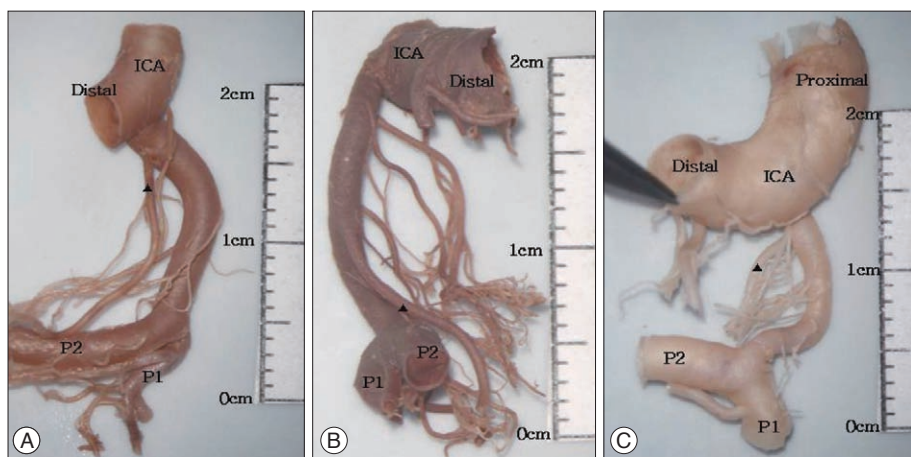 ICA
Distal
2cm
1cm
P2
P1
0cm
A
ICA
Distal
2cm
1cm
P2
P1
0cm
B
Proximal
2cm
Distal
ICA
1cm
P2
P1
0cm
C